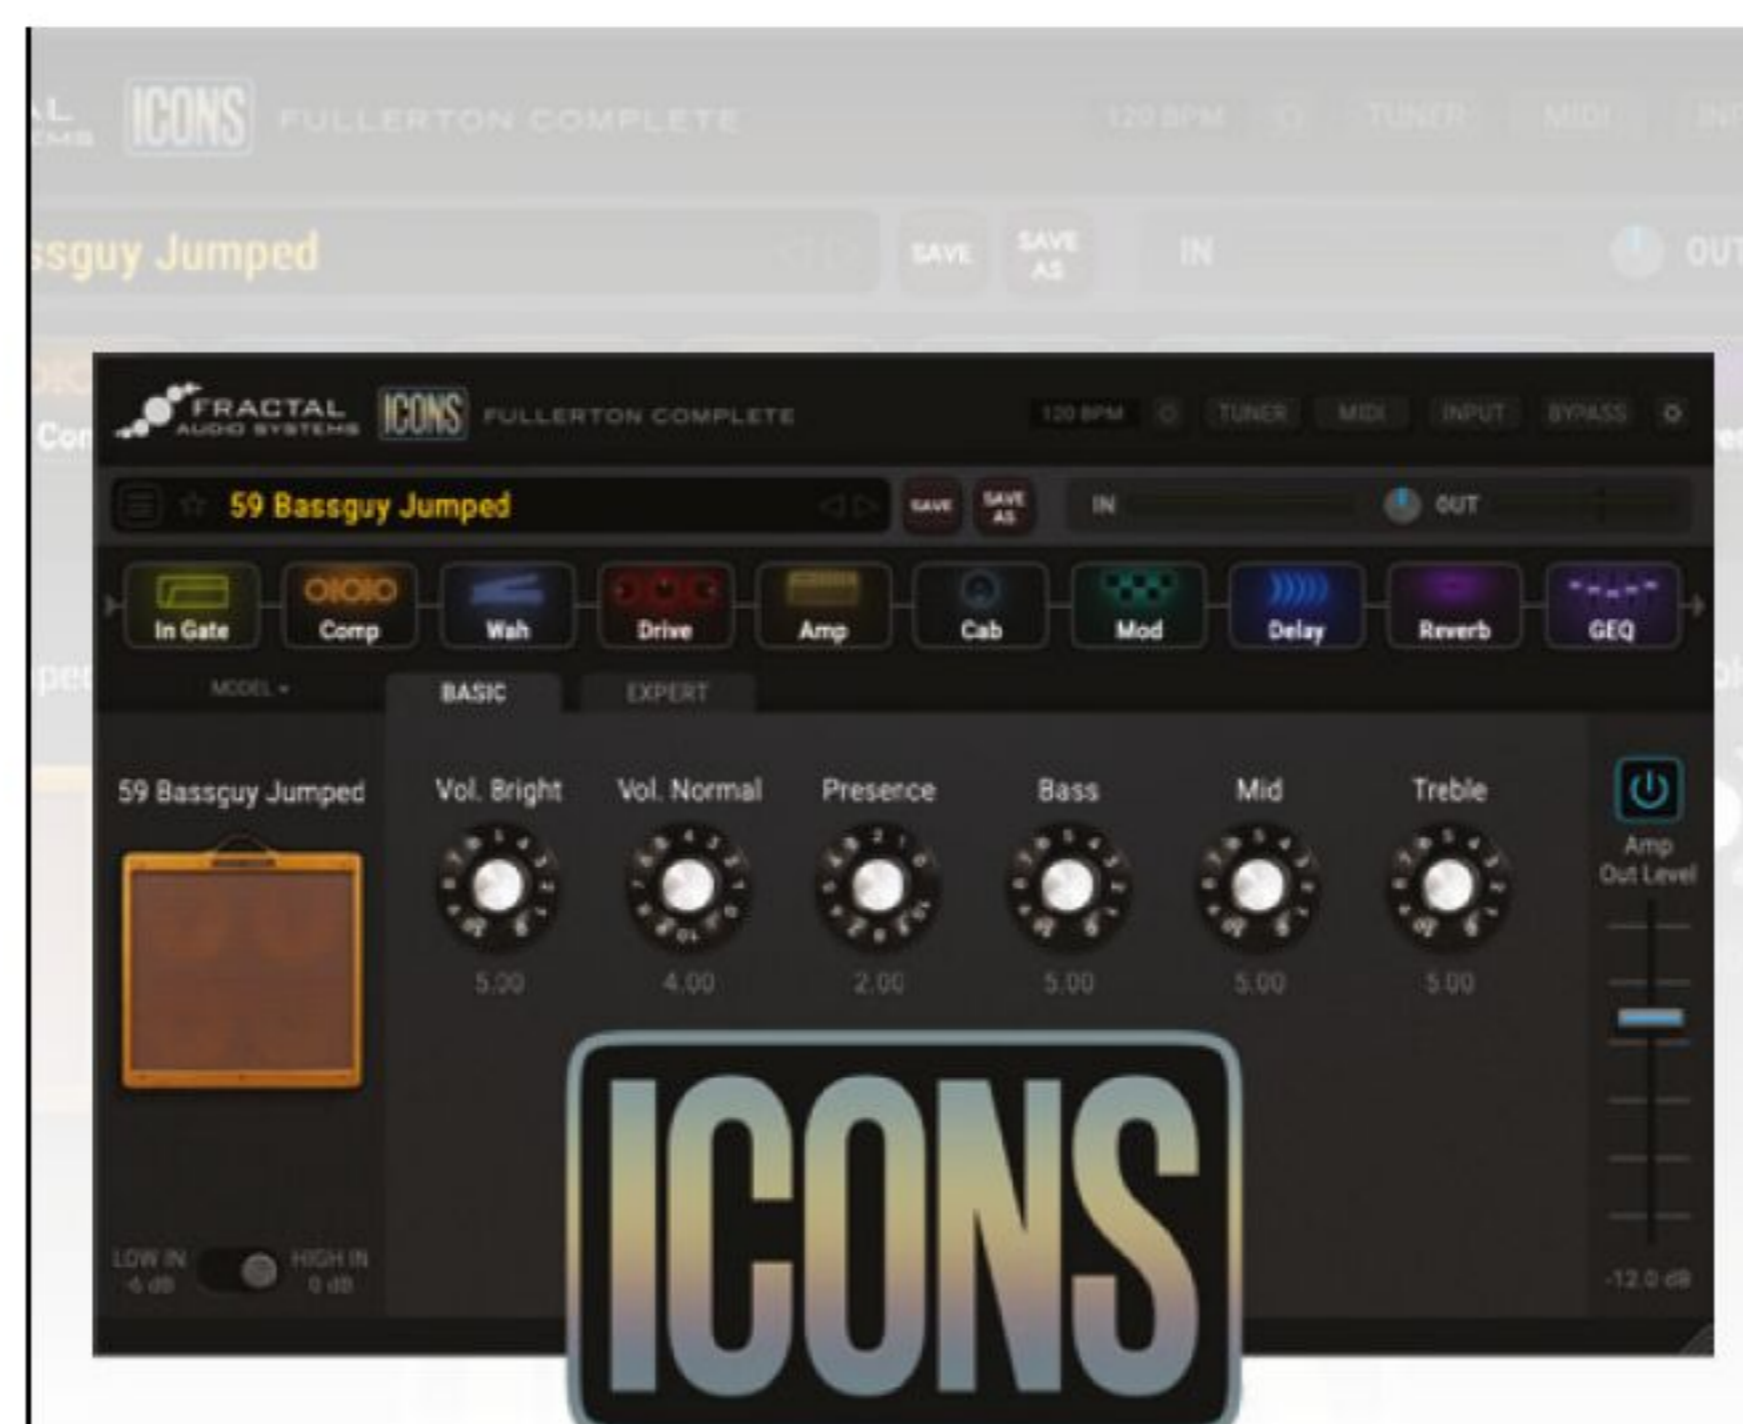 ICONS FULLERTON COMPLETE 120 BPM TUNER MIDI
ssguy Jumped SAVE SAVE AS IN OUT
FRACTAL AUDIO SYSTEMS ICONS FULLERTON COMPLETE 120 BPM TUNER MIDI INPUT BYPASS
59 Bassguy Jumped SAVE SAVE AS IN OUT
In Gate Comp Wah Drive Amp Cab Mod Delay Reverb GEQ
MODEL BASIC EXPERT
59 Bassguy Jumped Vol. Bright Vol. Normal Presence Bass Mid Treble
Amp
Out Level
5.00 4.00 2.00 5.00 5.00 5.00
LOW IN HIGH IN
-6 dB 0 dB
-12.0 dB
ICONS